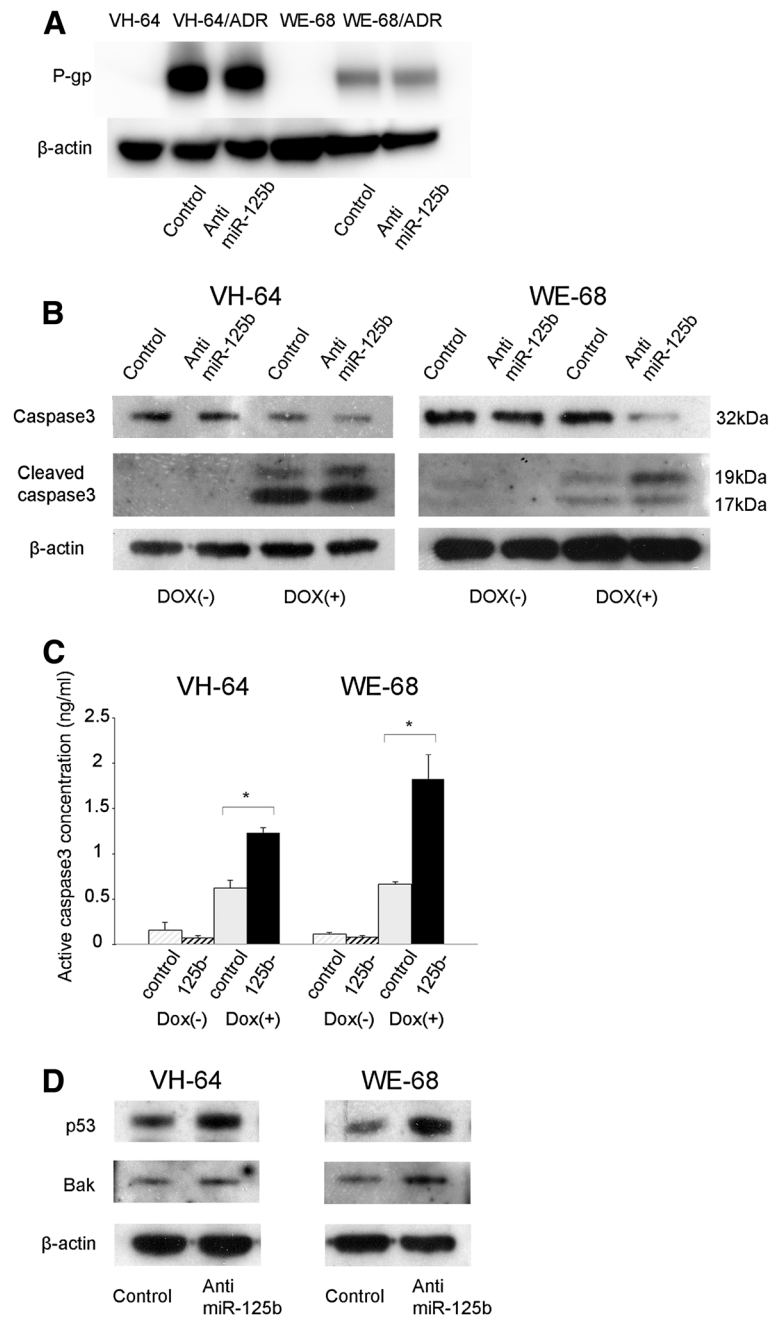 A
VH-64 VH-64/ADR WE-68 WE-68/ADR
P-gp
β-actin
Control
Anti
miR-125b
Control
Anti
miR-125b
B
VH-64 WE-68
Control
Anti
miR-125b
Control
Anti
miR-125b
Control
Anti
miR-125b
Control
Anti
miR-125b
Caspase3 32kDa
Cleaved
caspase3
19kDa
17kDa
β-actin
DOX(-) DOX(+) DOX(-) DOX(+)
C
VH-64 WE-68
Active caspase3 concentration (ng/ml)
2.5
2
1.5
1
0.5
0
* *
control 125b- control 125b- control 125b- control 125b-
Dox(-) Dox(+) Dox(-) Dox(+)
D
VH-64 WE-68
p53
Bak
β-actin
Control
Anti
miR-125b
Control
Anti
miR-125b